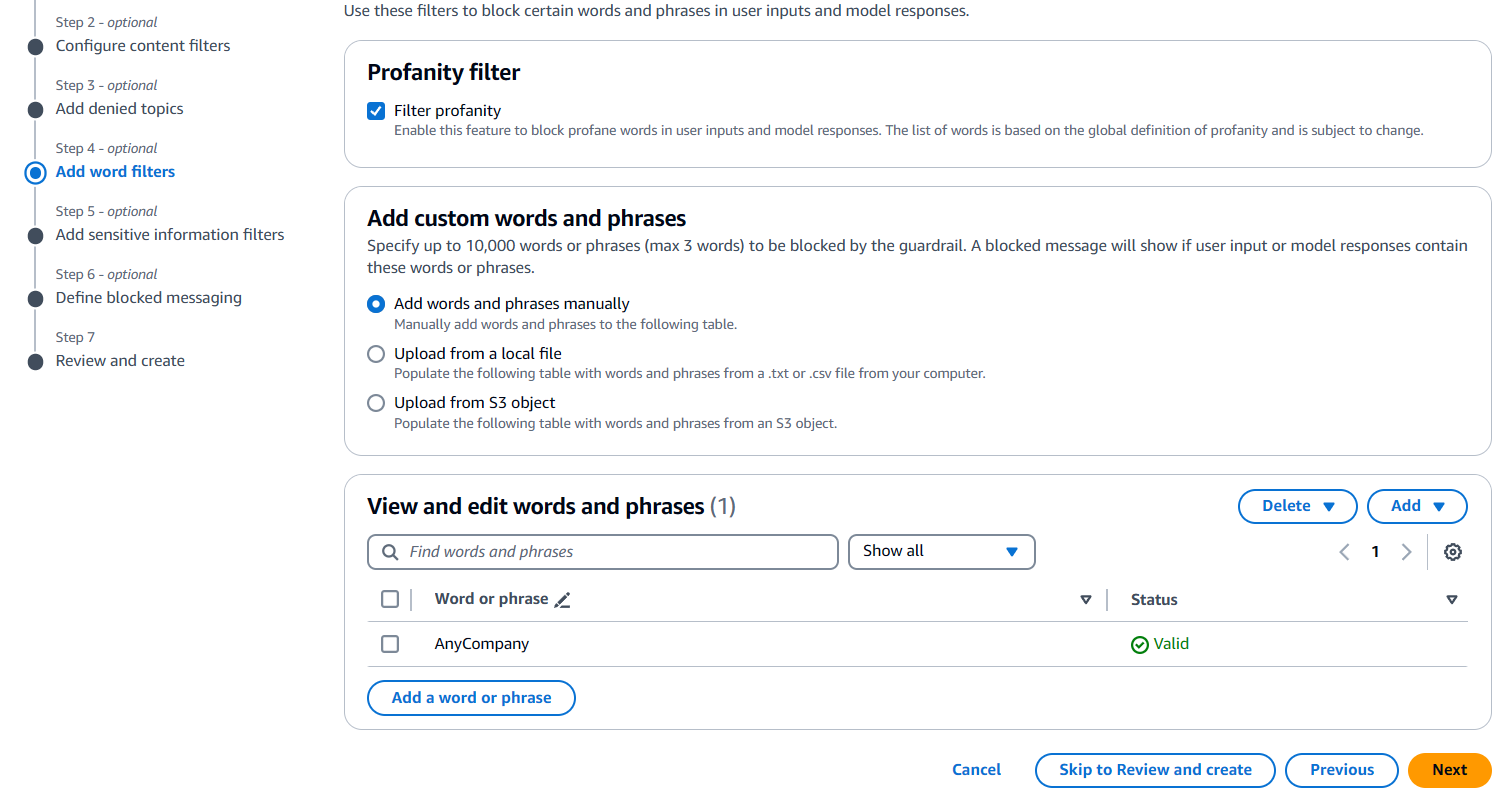 Step 2 - optional
Configure content filters
Step 3 - optional
Add denied topics
Step 4 - optional
Add word filters
Step 5 - optional
Add sensitive information filters
Step 6 - optional
Define blocked messaging
Step 7
Review and create
Use these filters to block certain words and phrases in user inputs and model responses.
Profanity filter
Filter profanity
Enable this feature to block profane words in user inputs and model responses. The list of words is based on the global definition of profanity and is subject to change.
Add custom words and phrases
Specify up to 10,000 words or phrases (max 3 words) to be blocked by the guardrail. A blocked message will show if user input or model responses contain
these words or phrases.
Add words and phrases manually
Manually add words and phrases to the following table.
Upload from a local file
Populate the following table with words and phrases from a .txt or .csv file from your computer.
Upload from S3 object
Populate the following table with words and phrases from an S3 object.
View and edit words and phrases (1)
Delete
Add
Find words and phrases
Show all
1
Word or phrase
Status
AnyCompany
Valid
Add a word or phrase
Cancel
Skip to Review and create
Previous
Next